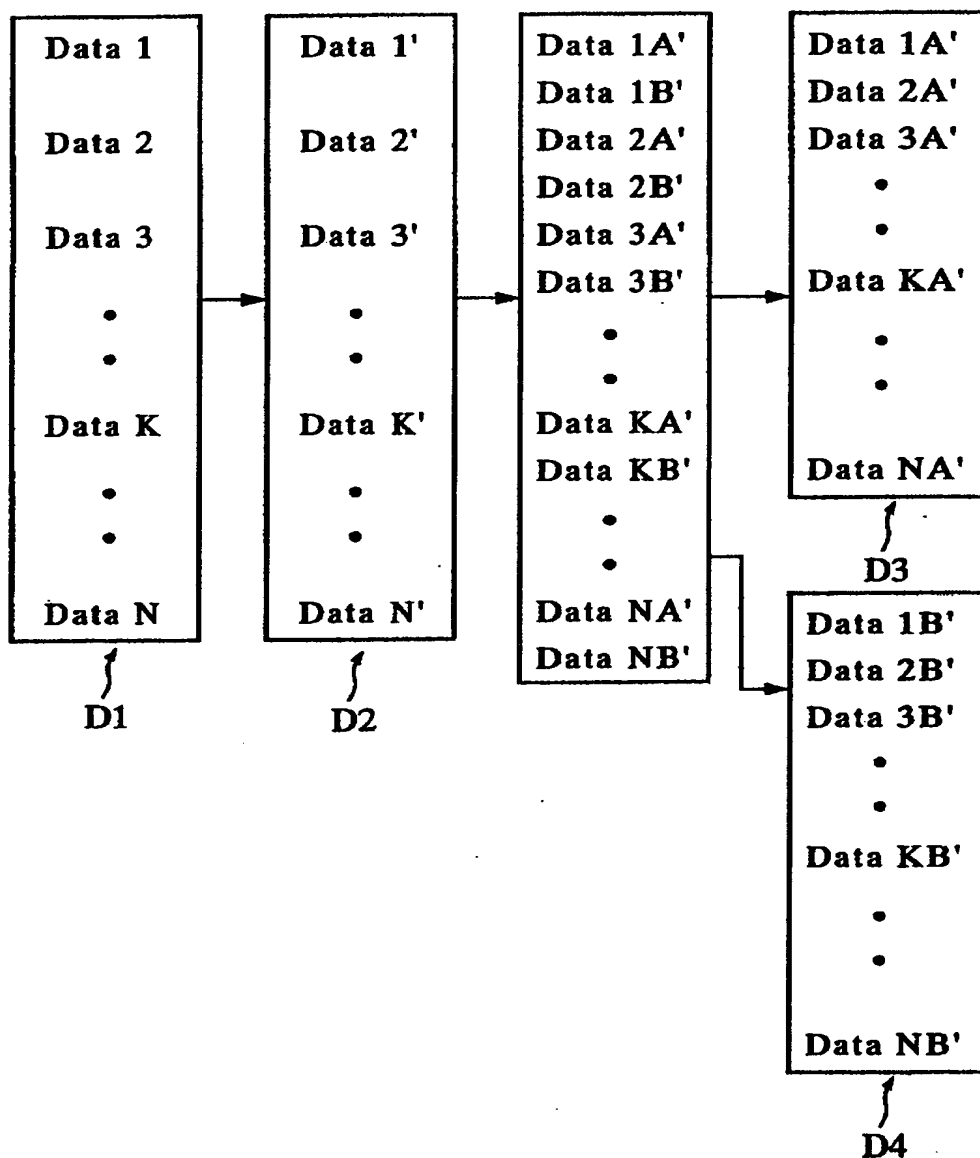 Data 1
Data 2
Data 3
Data K
Data N
D1
Data 1'
Data 2'
Data 3'
Data K'
Data N'
D2
Data 1A'
Data 1B'
Data 2A'
Data 2B'
Data 3A'
Data 3B'
Data KA'
Data KB'
Data NA'
Data NB'
Data 1A'
Data 2A'
Data 3A'
Data KA'
Data NA'
D3
Data 1B'
Data 2B'
Data 3B'
Data KB'
Data NB'
D4